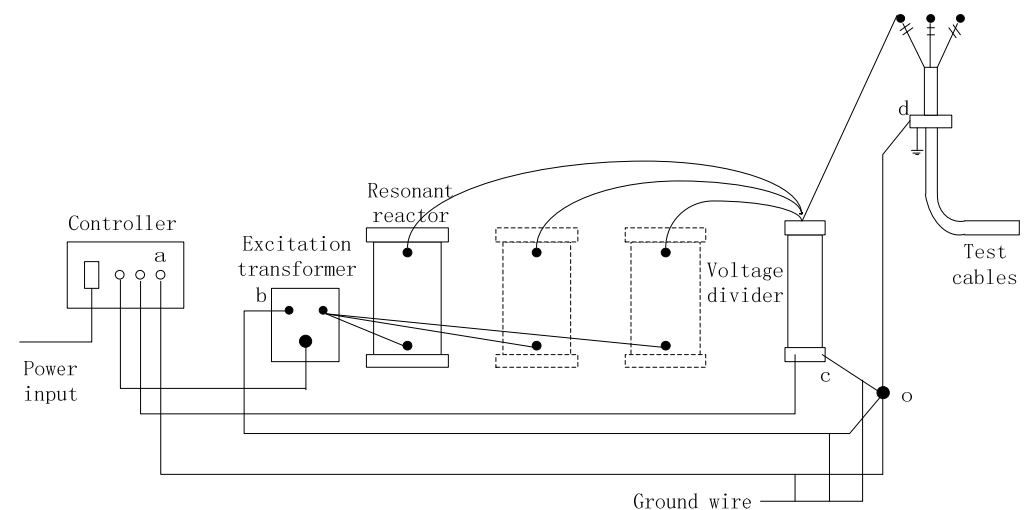 Resonant
reactor
Controller
a
Excitation
transformer
b
Voltage
divider
d
Test
cables
Power
input
c
o
Ground wire